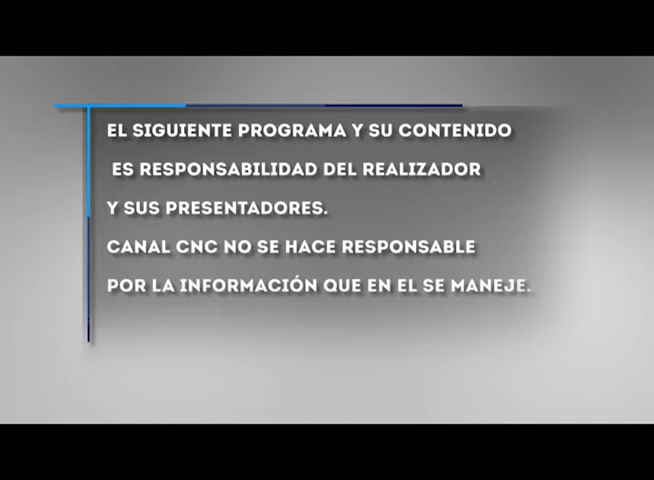 EL SIGUIENTE PROGRAMA Y SU CONTENIDO
ES RESPONSABILIDAD DEL REALIZADOR
Y SUS PRESENTADORES.
CANAL CNC NO SE HACE RESPONSABLE
POR LA INFORMACIÓN QUE EN EL SE MANEJE.